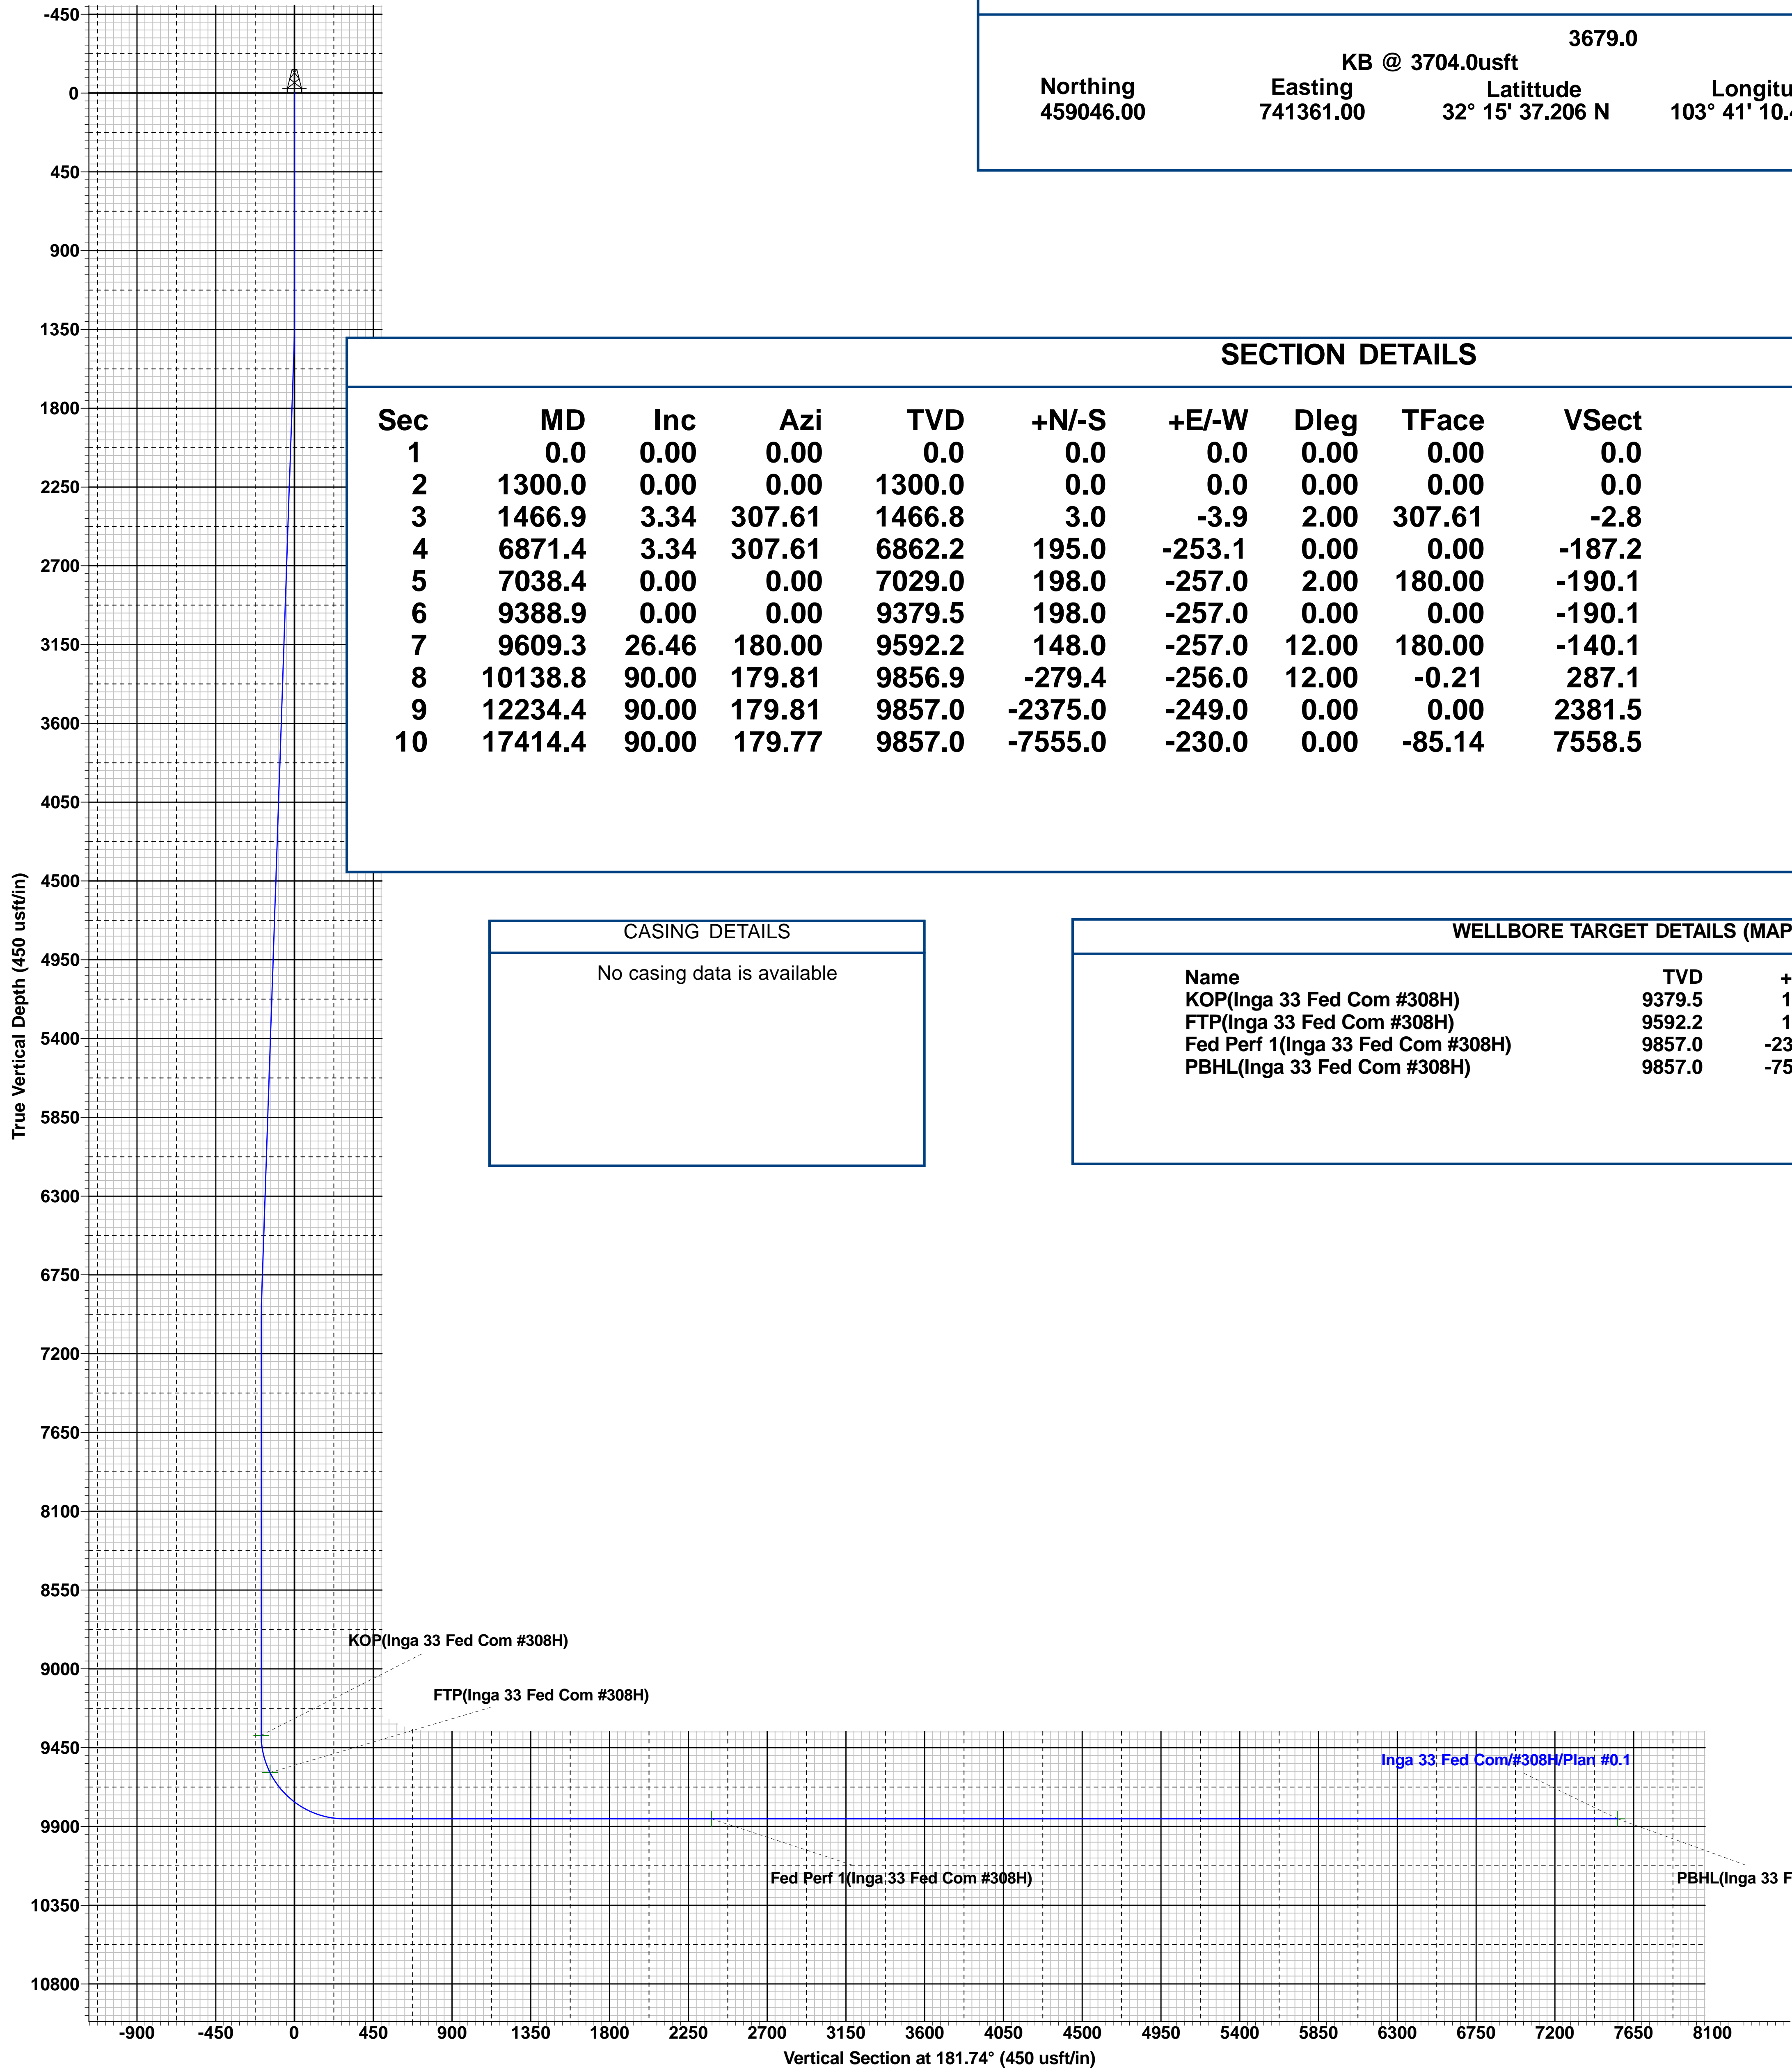 3679.0
KB @ 3704.0usft
Northing Easting Latittude
459046.00 741361.00 32° 15' 37.206 N 103° 41'
SECTION DETAILS
Sec MD Inc Azi TVD +N/-S +E/-W Dleg TFace VSect
1 0.0 0.00 0.00 0.0 0.0 0.0 0.00 0.00 0.0
2 1300.0 0.00 0.00 1300.0 0.0 0.0 0.00 0.00 0.0
3 1466.9 3.34 307.61 1466.8 3.0 -3.9 2.00 307.61 -2.8
4 6871.4 3.34 307.61 6862.2 195.0 -253.1 0.00 0.00 -187.2
5 7038.4 0.00 0.00 7029.0 198.0 -257.0 2.00 180.00 -190.1
6 9388.9 0.00 0.00 9379.5 198.0 -257.0 0.00 0.00 -190.1
7 9609.3 26.46 180.00 9592.2 148.0 -257.0 12.00 180.00 -140.1
8 10138.8 90.00 179.81 9856.9 -279.4 -256.0 12.00 -0.21 287.1
9 12234.4 90.00 179.81 9857.0 -2375.0 -249.0 0.00 0.00 2381.5
10 17414.4 90.00 179.77 9857.0 -7555.0 -230.0 0.00 -85.14 7558.5
CASING DETAILS
No casing data is available
WELLBORE TARGET DETAILS (MAP
Name TVD
KOP(Inga 33 Fed Com #308H) 9379.5
FTP(Inga 33 Fed Com #308H) 9592.2
Fed Perf 1(Inga 33 Fed Com #308H) 9857.0
PBHL(Inga 33 Fed Com #308H) 9857.0
True Vertical Depth (450 usft/in)
-450
0
450
900
1350
1800
2250
2700
3150
3600
4050
4500
4950
5400
5850
6300
6750
7200
7650
8100
8550
9000
9450
9900
10350
10800
KOP(Inga 33 Fed Com #308H)
FTP(Inga 33 Fed Com #308H)
Inga 33 Fed Com/#308H/Plan #0.1
Fed Perf 1(Inga 33 Fed Com #308H)
PBHL(Inga 33
-900 -450 0 450 900 1350 1800 2250 2700 3150 3600 4050 4500 4950 5400 5850 6300 6750 7200 7650 8100
Vertical Section at 181.74° (450 usft/in)